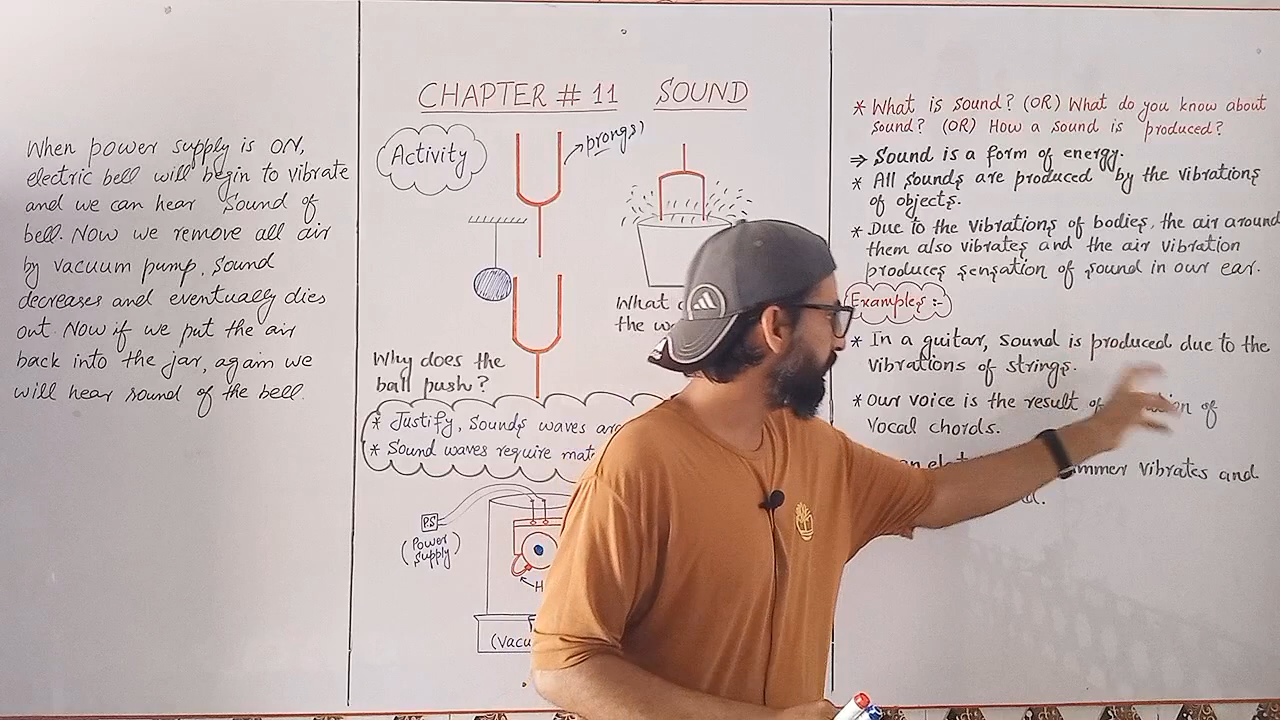 When power supply is ON,
electric bell will begin to vibrate
and we can hear sound of
bell. Now we remove all air
by vacuum pump, sound
decreases and eventually dies
out. Now if we put the air
back into the jar, again we
will hear sound of the bell.
CHAPTER # 11 SOUND
Activity
prongs)
Why does the
ball push?
What
the
* Justify, Sounds waves
* Sound waves require
P.S
(Power
Supply)
(Vacu
* What is sound? (OR) What do you know about
sound? (OR) How a sound is produced?
⇒ Sound is a form of energy.
* All sounds are produced by the vibrations
of objects.
* Due to the vibrations of bodies, the air around
them also vibrates and the air vibration
produces sensation of sound in our ear.
Examples :-
* In a guitar, sound is produced due to the
vibrations of strings.
* Our voice is the result of of
Vocal chords.
vibrates and